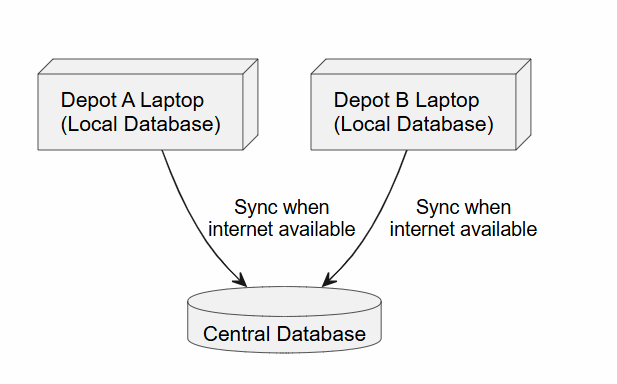 Depot A Laptop
(Local Database)
Depot B Laptop
(Local Database)
Sync when
internet available
Sync when
internet available
Central Database